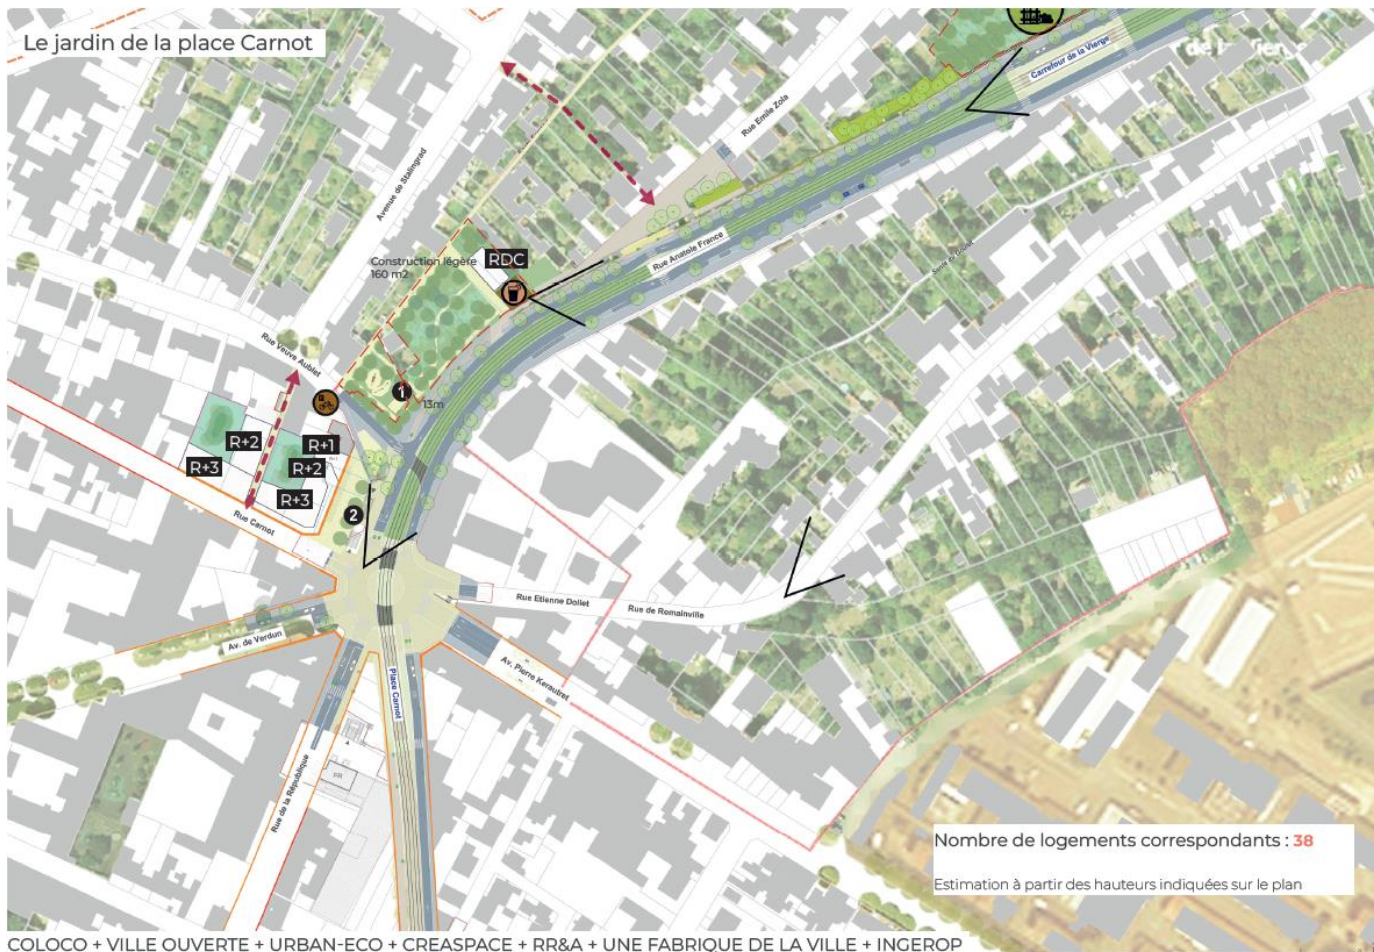 Le jardin de la place Carnot
Carrefour de la Vierge
Rue Emile Zola
Avenue de Stalingrad
Rue Anatole France
Construction légère
160 m2
RDC
Rue Veuve Aublet
1
13m
R+2
R+1
R+3
R+2
R+3
2
Rue Carnot
Rue Etienne Dollet
Rue de Romainville
Av. de Verdun
Place Carnot
Av. Pierre Kerautret
Rue de la République
Nombre de logements correspondants : 38
Estimation à partir des hauteurs indiquées sur le plan
COLOCO + VILLE OUVERTE + URBAN-ECO + CREASPACE + RR&A + UNE FABRIQUE DE LA VILLE + INGEROP